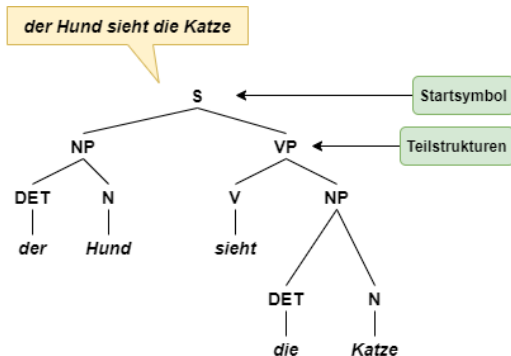 der Hund sieht die Katze
S
Startsymbol
NP VP
Teilstrukturen
DET N V NP
der Hund sieht
DET N
die Katze